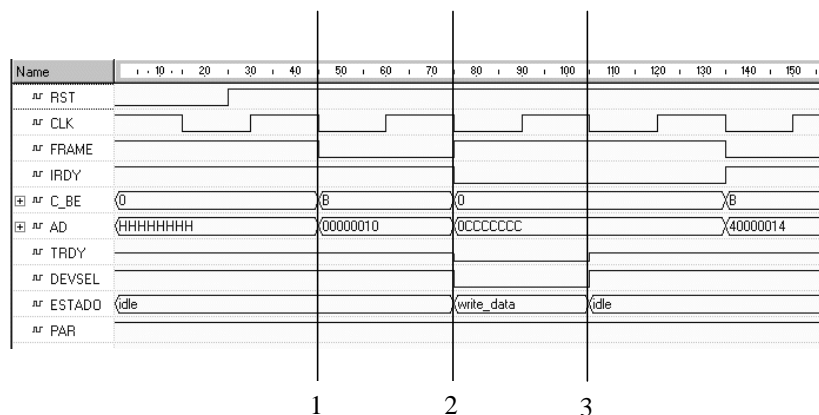 Name 10 20 30 40 50 60 70 80 90 100 110 120 130 140 150
RST
CLK
FRAME
IRDY
C_BE 0 B 0 B
AD HHHHHHHH 00000010 0CCCCCCC 40000014
TRDY
DEVSEL
ESTADO idle write_data idle
PAR
1 2 3